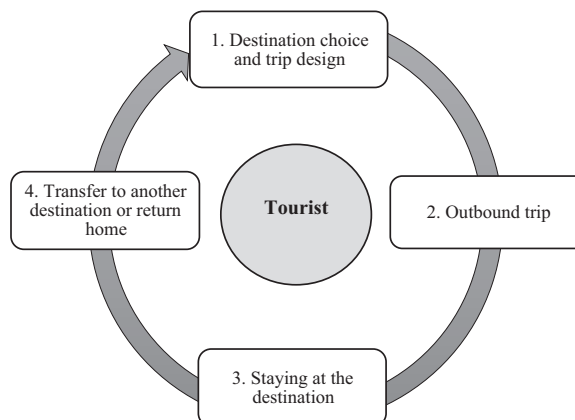 1. Destination choice
and trip design
2. Outbound trip
3. Staying at the
destination
4. Transfer to another
destination or return
home
Tourist